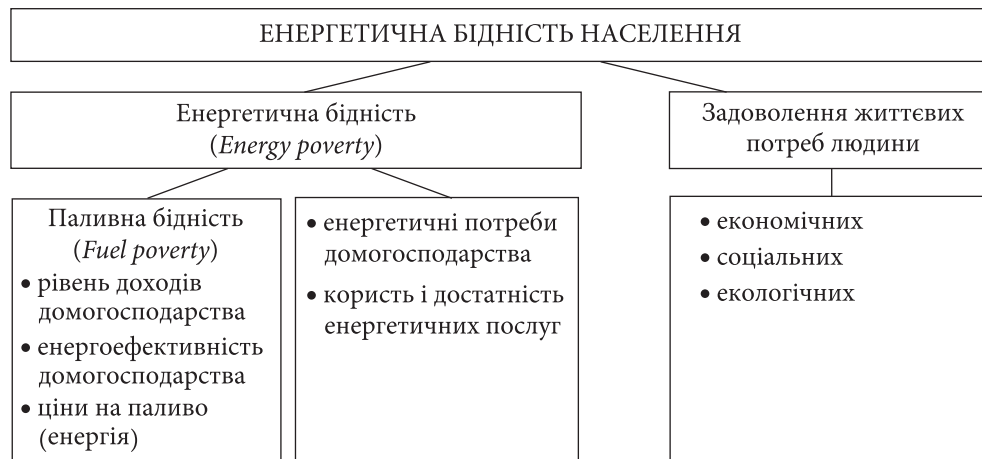 ЕНЕРГЕТИЧНА БІДНІСТЬ НАСЕЛЕННЯ
Енергетична бідність
(Energy poverty)
Задоволення життєвих
потреб людини
Паливна бідність
(Fuel poverty)
• рівень доходів
домогосподарства
• енергоефективність
домогосподарства
• ціни на паливо
(енергія)
• енергетичні потреби
домогосподарства
• користь і достатність
енергетичних послуг
• економічних
• соціальних
• екологічних